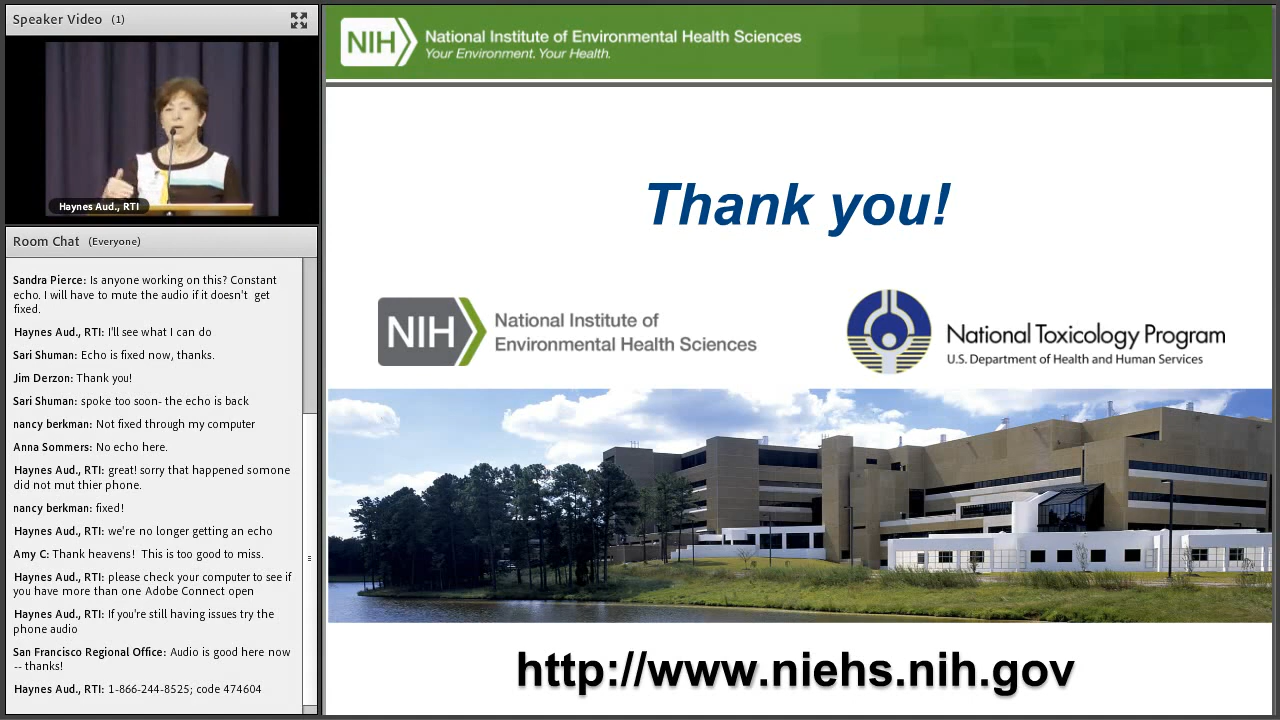 Speaker Video (1)
Haynes Aud., RTI
Room Chat (Everyone)
Sandra Pierce: Is anyone working on this? Constant
echo. I will have to mute the audio if it doesn't get
fixed.
Haynes Aud., RTI: I'll see what I can do
Sari Shuman: Echo is fixed now, thanks.
Jim Derzon: Thank you!
Sari Shuman: spoke too soon- the echo is back
nancy berkman: Not fixed through my computer
Anna Sommers: No echo here.
Haynes Aud., RTI: great! sorry that happened somone
did not mut thier phone.
nancy berkman: fixed!
Haynes Aud., RTI: we're no longer getting an echo
Amy C: Thank heavens! This is too good to miss.
Haynes Aud., RTI: please check your computer to see if
you have more than one Adobe Connect open
Haynes Aud., RTI: If you're still having issues try the
phone audio
San Francisco Regional Office: Audio is good here now
-- thanks!
Haynes Aud., RTI: 1-866-244-8525; code 474604
NIH National Institute of Environmental Health Sciences
Your Environment. Your Health.
Thank you!
NIH National Institute of
Environmental Health Sciences
National Toxicology Program
U.S. Department of Health and Human Services
http://www.niehs.nih.gov